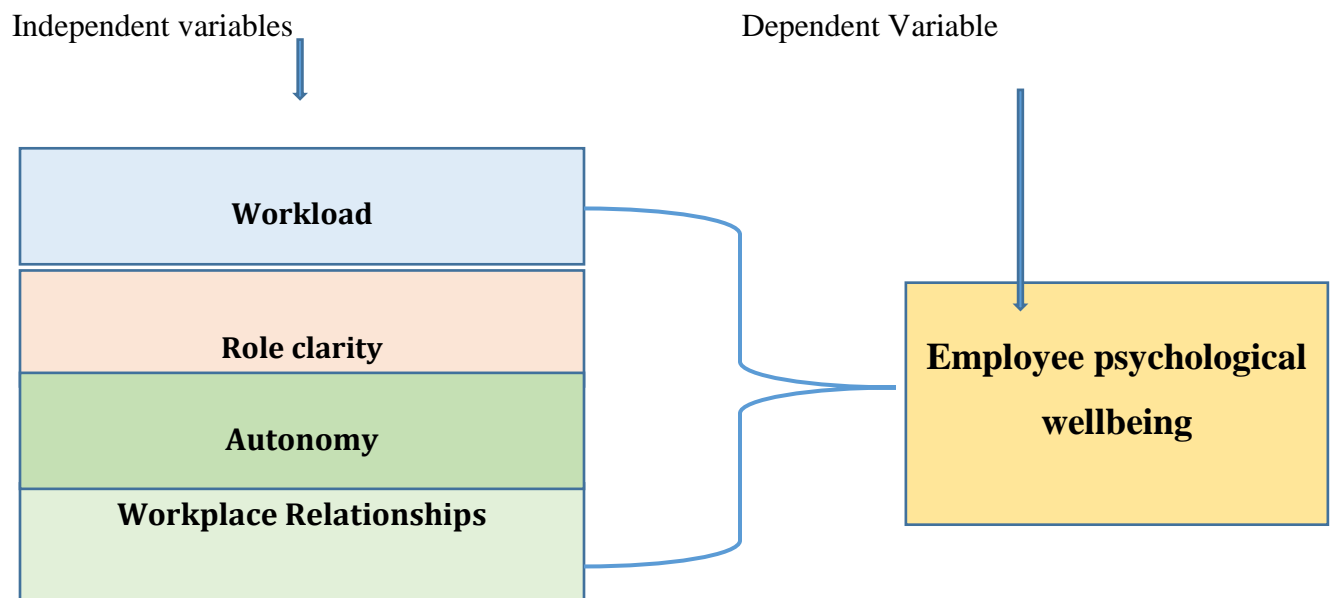 Independent variables
Dependent Variable
Workload
Role clarity
Autonomy
Workplace Relationships
Employee psychological
wellbeing